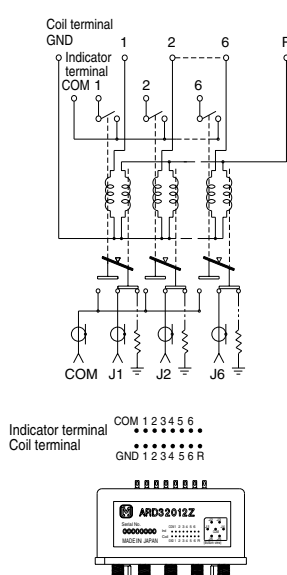 Coil terminal
GND 1 2 6 R
Indicator
terminal
COM 1 2 6
COM J1 J2 J6
Indicator terminal COM 1 2 3 4 5 6
Coil terminal
GND 1 2 3 4 5 6 R
ARD32012Z
Serial No.
MADE IN JAPAN